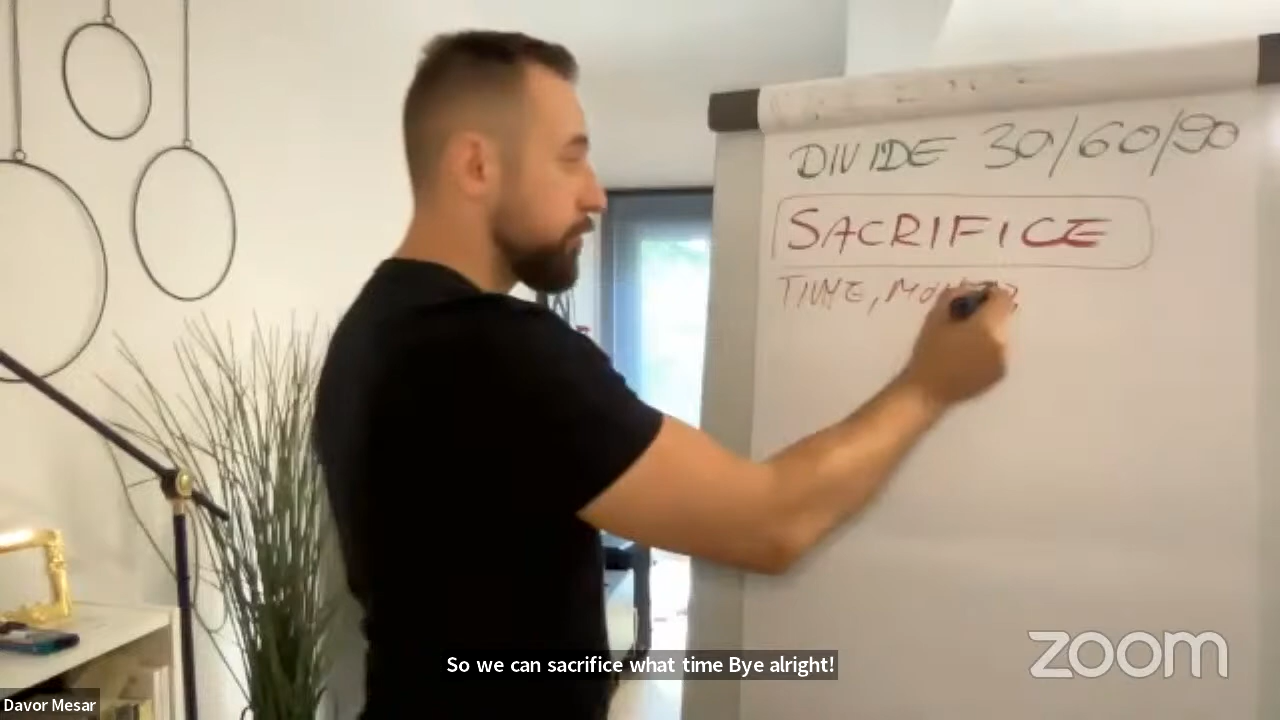 DIVIDE 30/60/90
SACRIFICE
TIME, MONEY,
So we can sacrifice what time Bye alright!
zoom
Davor Mesar